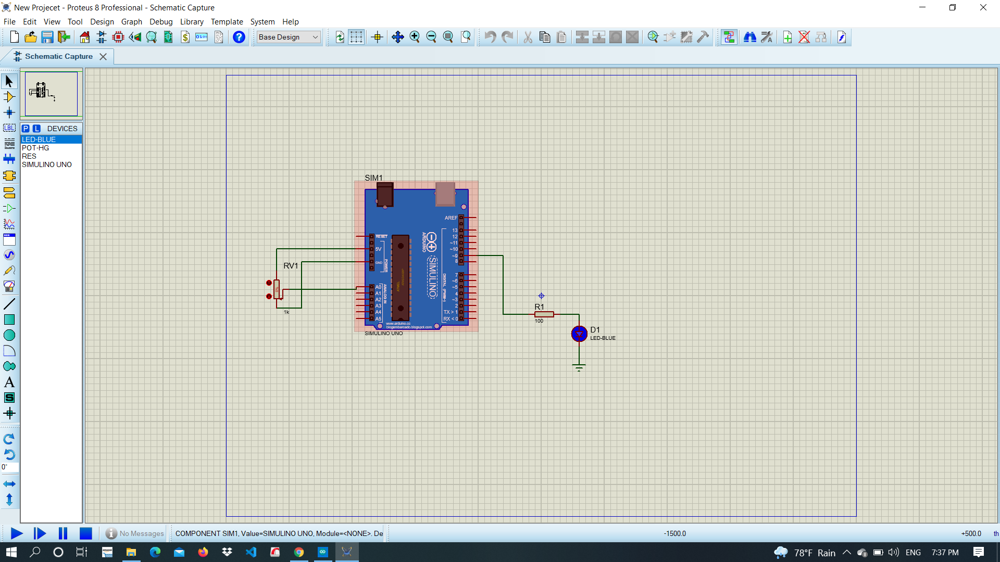 New Projecet - Proteus 8 Professional - Schematic Capture
File Edit View Tool Design Graph Debug Library Template System Help
Base Design
Schematic Capture
P L DEVICES
LED-BLUE
POT-HG
RES
SIMULINO UNO
LBL
A
S
0°
SIM1
AREF
13
12
~11
~10
~9
8
7
~6
~5
4
~3
2
TX > 1
RX < 0
RESET
5V
GND
POWER
A0
A1
A2
A3
A4
A5
ANALOG IN
ARDUINO
SIMULINO
DIGITAL (PWM~)
ATMEL
www.arduino.cc
blogembarcado.blogspot.com
SIMULINO UNO
RV1
1k
R1
100
D1
LED-BLUE
No Messages
COMPONENT SIM1, Value=SIMULINO UNO, Module=<NONE>. De
-1500.0
+500.0
th
78°F Rain
ENG
7:37 PM